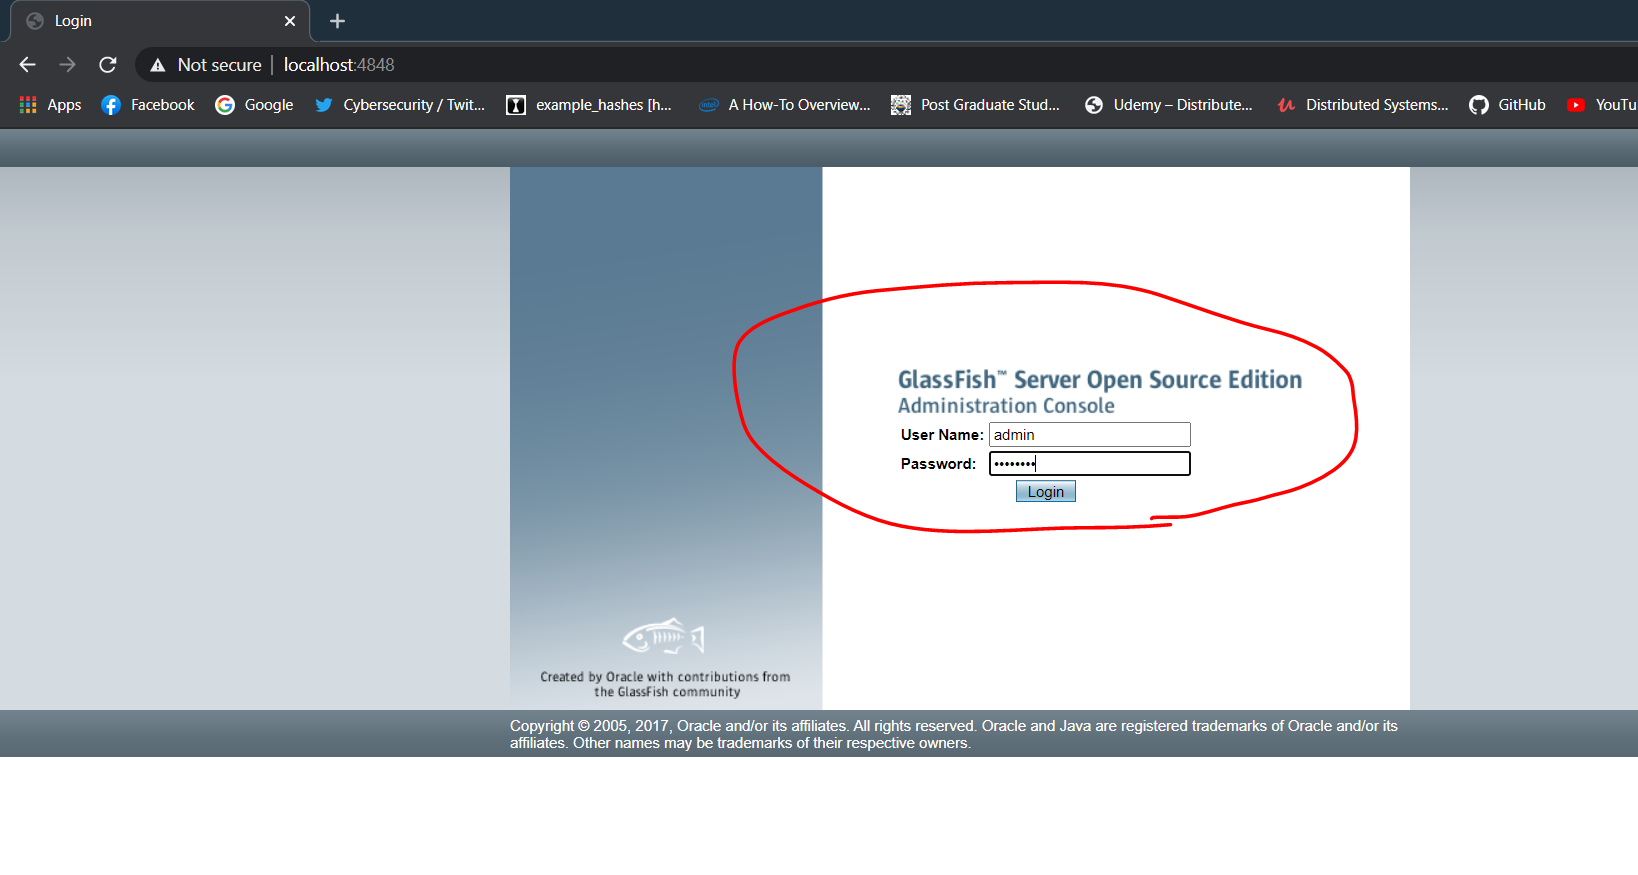 Login
Not secure localhost:4848
Apps Facebook Google Cybersecurity / Twit... example_hashes [h... A How-To Overview... Post Graduate Stud... Udemy – Distribute... Distributed Systems... GitHub YouTu
GlassFish™ Server Open Source Edition
Administration Console
User Name: admin
Password: ••••••••
Login
Created by Oracle with contributions from
the GlassFish community
Copyright © 2005, 2017, Oracle and/or its affiliates. All rights reserved. Oracle and Java are registered trademarks of Oracle and/or its
affiliates. Other names may be trademarks of their respective owners.